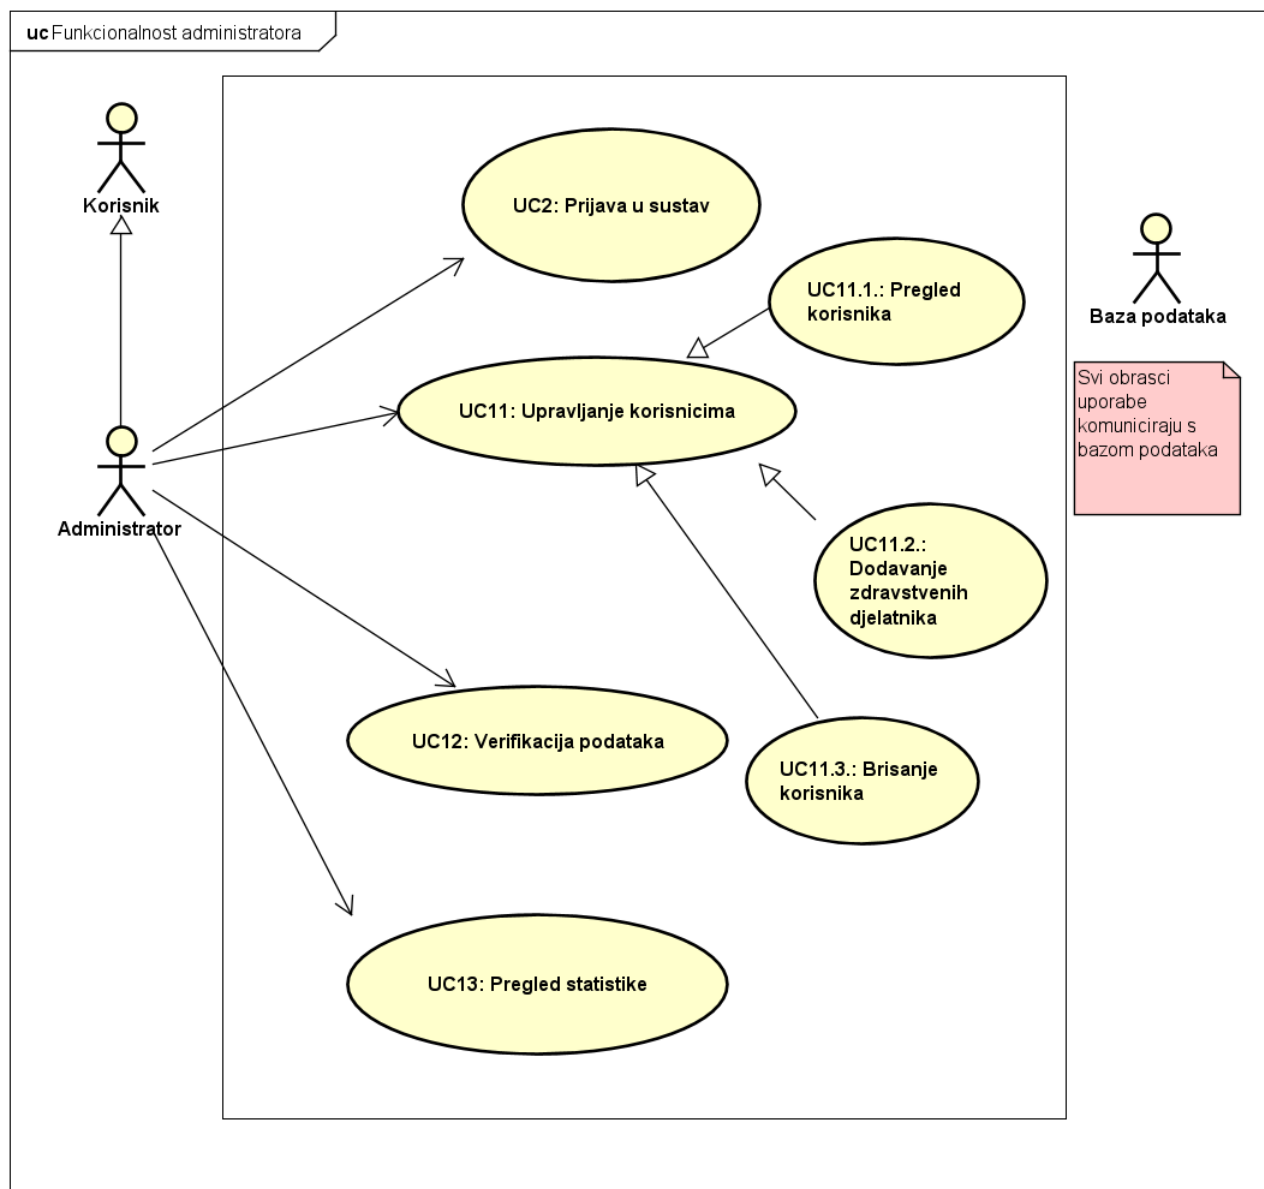 uc Funkcionalnost administratora
Korisnik
UC2: Prijava u sustav
UC11.1.: Pregled
korisnika
Baza podataka
Svi obrasci
uporabe
komuniciraju s
bazom podataka
UC11: Upravljanje korisnicima
Administrator
UC11.2.:
Dodavanje
zdravstvenih
djelatnika
UC12: Verifikacija podataka
UC11.3.: Brisanje
korisnika
UC13: Pregled statistike